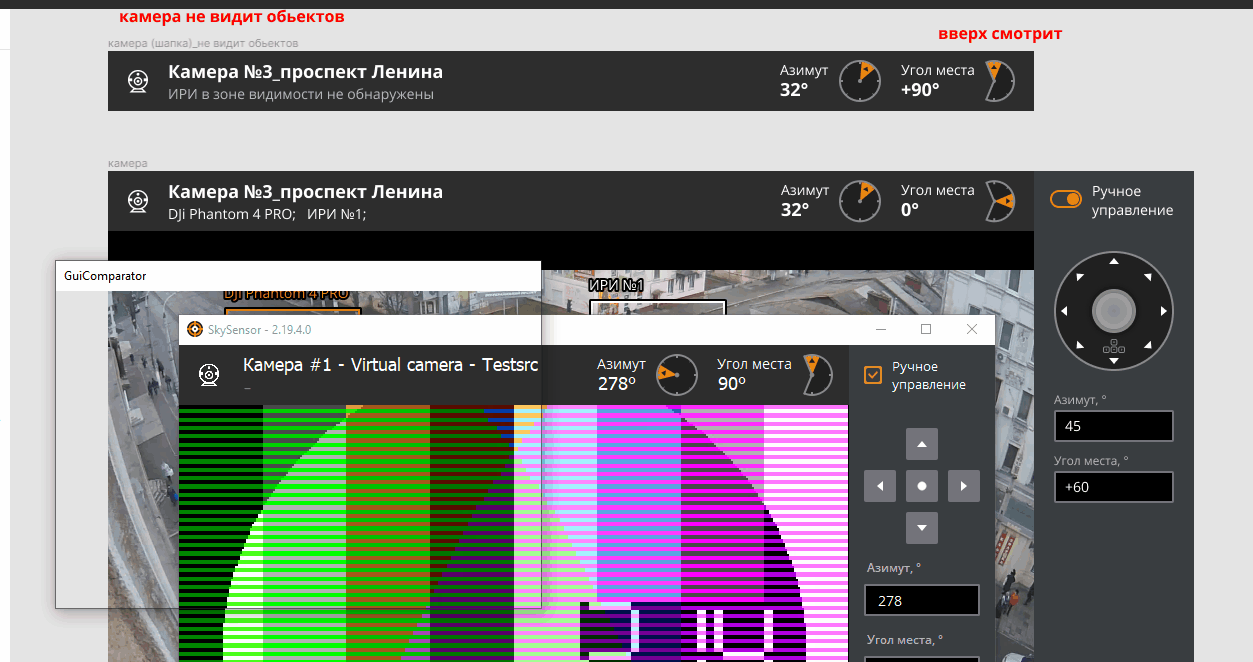 камера не видит обьектов
вверх смотрит
камера (шапка)_не видит обьектов
Камера №3_проспект Ленина
ИРИ в зоне видимости не обнаружены
Азимут
32°
Угол места
+90°
камера
Камера №3_проспект Ленина
DJi Phantom 4 PRO; ИРИ №1;
Азимут
32°
Угол места
0°
Ручное
управление
GuiComparator
DJi Phantom 4 PRO
ИРИ №1
SkySensor - 2.19.4.0
Камера #1 - Virtual camera - Testsrc
–
Азимут
278º
Угол места
90º
Ручное
управление
Азимут, °
278
Угол места, °
Азимут, °
45
Угол места, °
+60